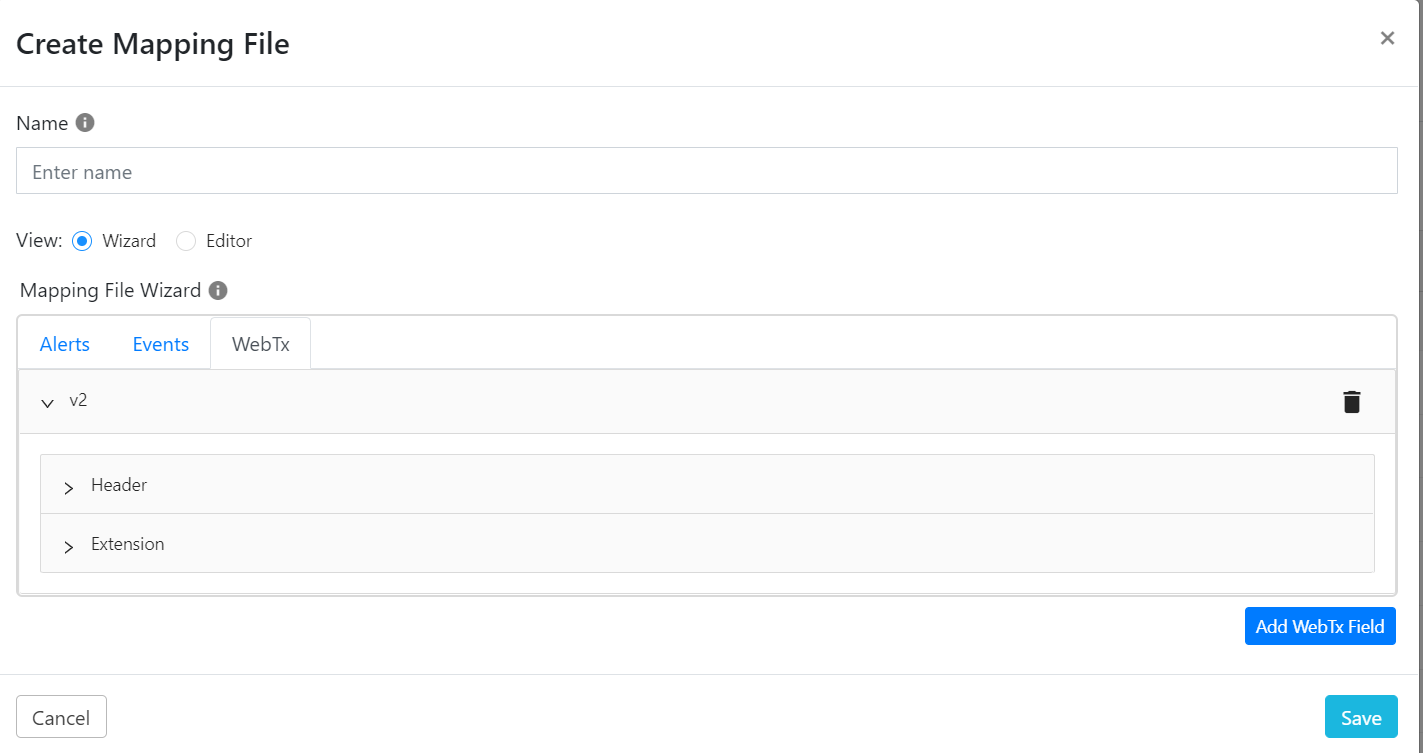 Create Mapping File
Name
Enter name
View: Wizard Editor
Mapping File Wizard
Alerts Events WebTx
v2
Header
Extension
Add WebTx Field
Cancel Save